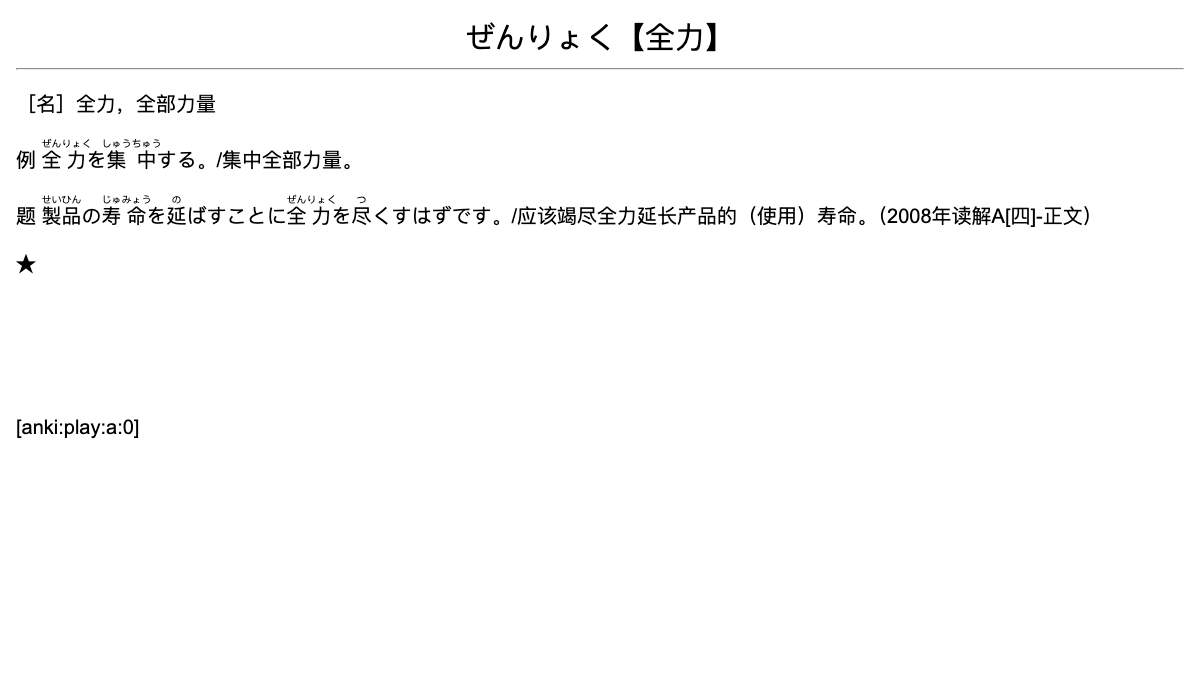 ぜんりょく【全力】
［名］全力，全部力量
ぜんりょく しゅうちゅう
例 全力を集中する。/集中全部力量。
せいひん じゅみょう の ぜんりょく つ
题 製品の寿命を延ばすことに全力を尽くすはずです。/应该竭尽全力延长产品的（使用）寿命。（2008年读解A[四]-正文）
★
[anki:play:a:0]